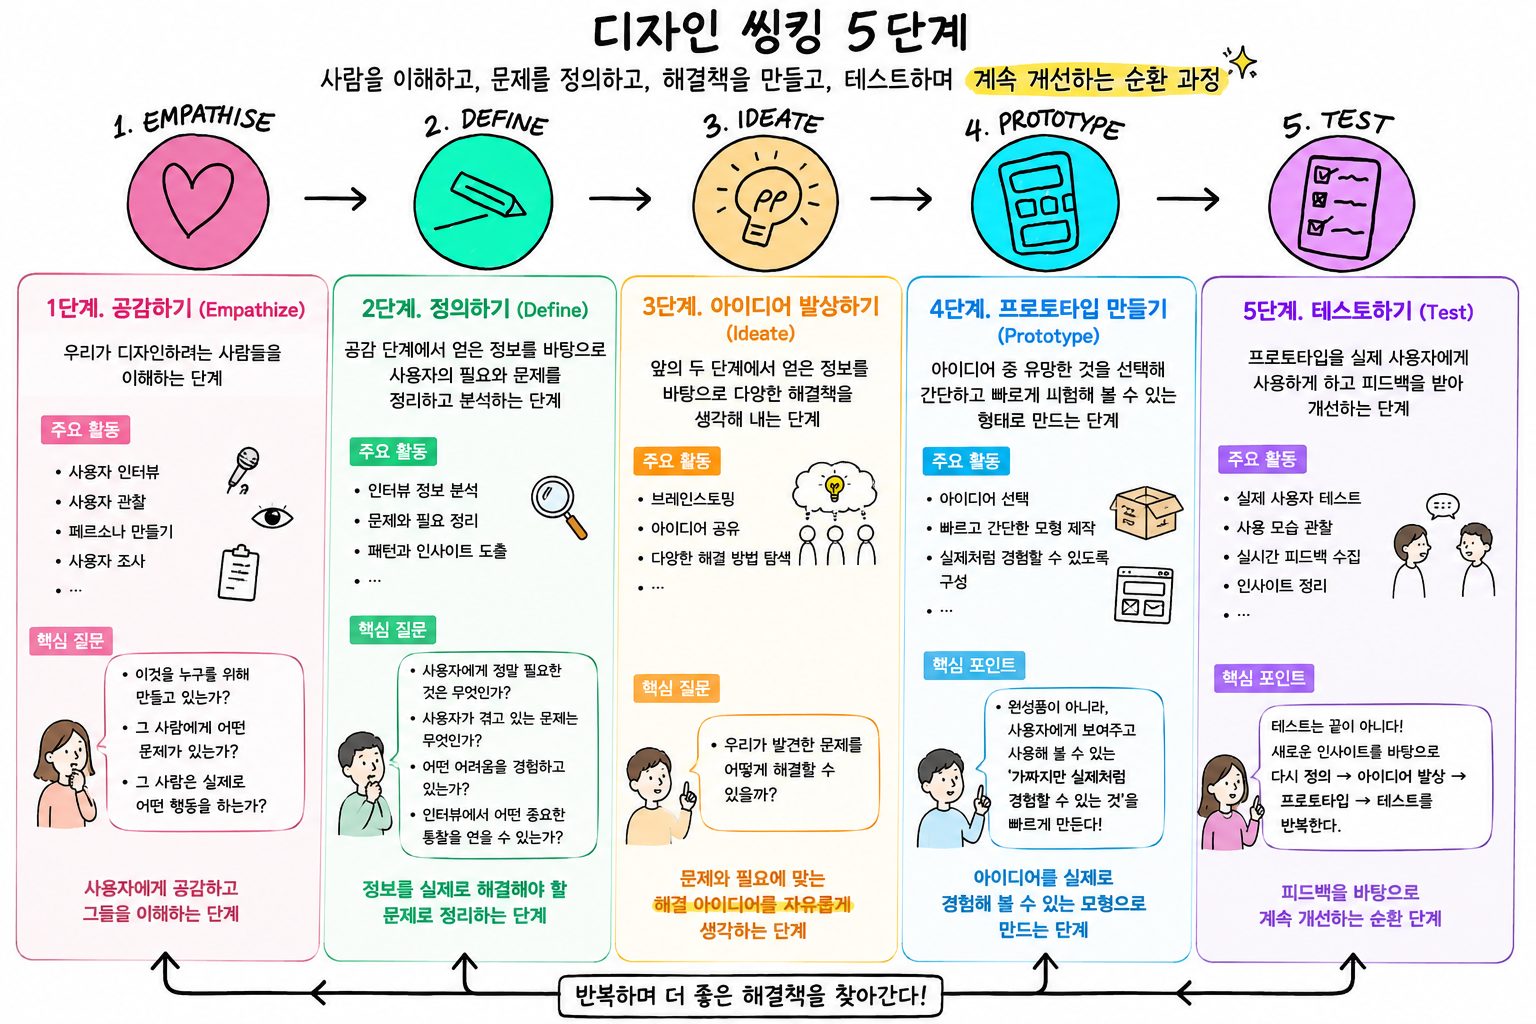 디자인 씽킹 5단계
사람을 이해하고, 문제를 정의하고, 해결책을 만들고, 테스트하며 계속 개선하는 순환 과정
1. EMPATHISE
2. DEFINE
3. IDEATE
4. PROTOTYPE
5. TEST
1단계. 공감하기 (Empathize)
우리가 디자인하려는 사람들을
이해하는 단계
주요 활동
• 사용자 인터뷰
• 사용자 관찰
• 페르소나 만들기
• 사용자 조사
• ...
핵심 질문
• 이것을 누구를 위해
만들고 있는가?
• 그 사람에게 어떤
문제가 있는가?
• 그 사람은 실제로
어떤 행동을 하는가?
사용자에게 공감하고
그들을 이해하는 단계
2단계. 정의하기 (Define)
공감 단계에서 얻은 정보를 바탕으로
사용자의 필요와 문제를
정리하고 분석하는 단계
주요 활동
• 인터뷰 정보 분석
• 문제와 필요 정리
• 패턴과 인사이트 도출
• ...
핵심 질문
• 사용자에게 정말 필요한
것은 무엇인가?
• 사용자가 겪고 있는 문제는
무엇인가?
• 어떤 어려움을 경험하고
있는가?
• 인터뷰에서 어떤 중요한
통찰을 연을 수 있는가?
정보를 실제로 해결해야 할
문제로 정리하는 단계
3단계. 아이디어 발상하기
(Ideate)
앞의 두 단계에서 얻은 정보를
바탕으로 다양한 해결책을
생각해 내는 단계
주요 활동
• 브레인스토밍
• 아이디어 공유
• 다양한 해결 방법 탐색
• ...
핵심 질문
• 우리가 발견한 문제를
어떻게 해결할 수
있을까?
문제와 필요에 맞는
해결 아이디어를 자유롭게
생각하는 단계
4단계. 프로토타입 만들기
(Prototype)
아이디어 중 유망한 것을 선택해
간단하고 빠르게 시험해 볼 수 있는
형태로 만드는 단계
주요 활동
• 아이디어 선택
• 빠르고 간단한 모형 제작
• 실제처럼 경험할 수 있도록
구성
• ...
핵심 포인트
• 완성품이 아니라,
사용자에게 보여주고
사용해 볼 수 있는
'가짜지만 실제처럼
경험할 수 있는 것'을
빠르게 만든다!
아이디어를 실제로
경험해 볼 수 있는 모형으로
만드는 단계
5단계. 테스토하기 (Test)
프로토타입을 실제 사용자에게
사용하게 하고 피드백을 받아
개선하는 단계
주요 활동
• 실제 사용자 테스트
• 사용 모습 관찰
• 실시간 피드백 수집
• 인사이트 정리
• ...
핵심 포인트
테스트는 끝이 아니다!
새로운 인사이트를 바탕으로
다시 정의 → 아이디어 발상 →
프로토타입 → 테스트를
반복한다.
피드백을 바탕으로
계속 개선하는 순환 단계
반복하며 더 좋은 해결책을 찾아간다!